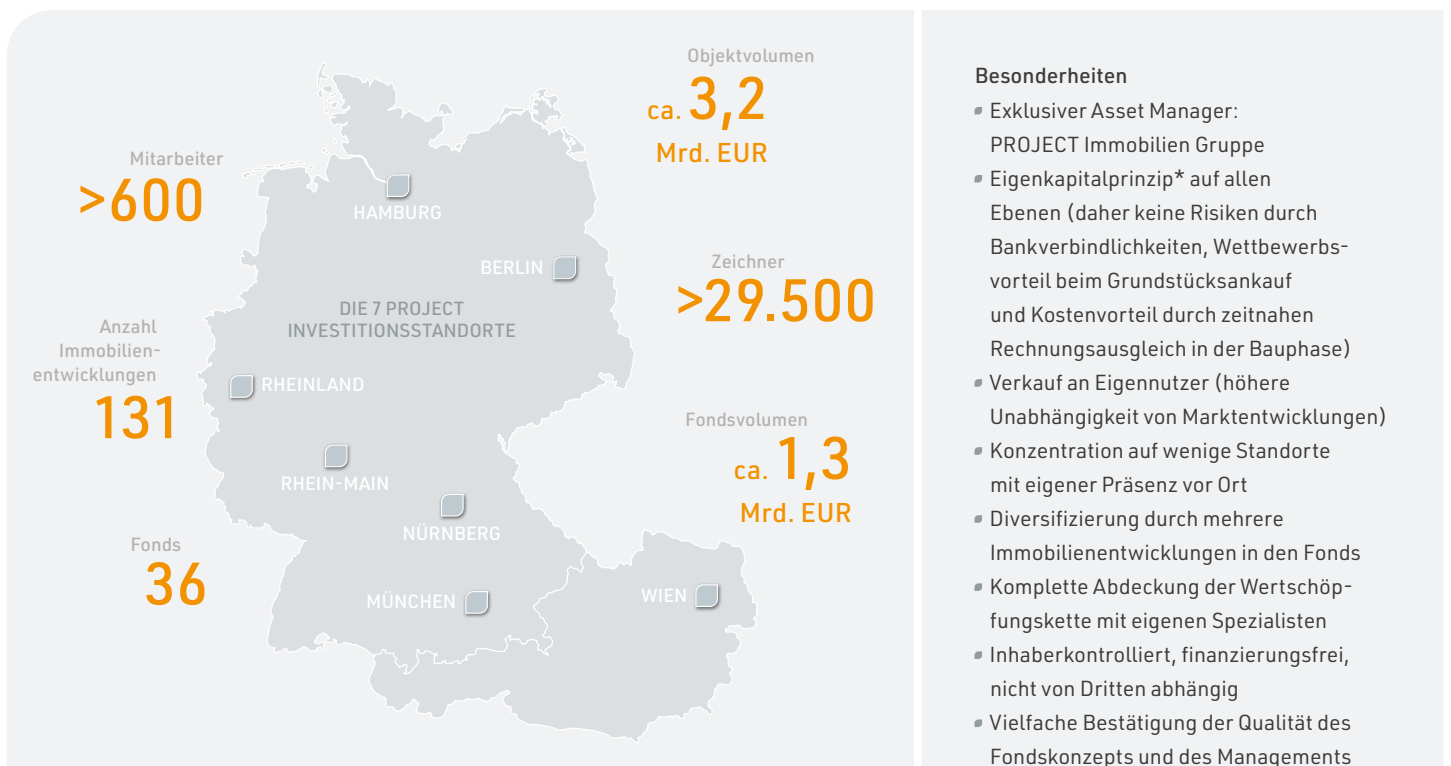 Objektvolumen
ca. 3,2
Mrd. EUR
Mitarbeiter
>600
HAMBURG
BERLIN
Zeichner
>29.500
DIE 7 PROJECT
INVESTITIONSSTANDORTE
Anzahl
Immobilien-
entwicklungen
131
RHEINLAND
Fondsvolumen
ca. 1,3
Mrd. EUR
RHEIN-MAIN
NÜRNBERG
Fonds
36
MÜNCHEN
WIEN
Besonderheiten
Exklusiver Asset Manager:
PROJECT Immobilien Gruppe
Eigenkapitalprinzip* auf allen
Ebenen (daher keine Risiken durch
Bankverbindlichkeiten, Wettbewerbs-
vorteil beim Grundstücksankauf
und Kostenvorteil durch zeitnahen
Rechnungsausgleich in der Bauphase)
Verkauf an Eigennutzer (höhere
Unabhängigkeit von Marktentwicklungen)
Konzentration auf wenige Standorte
mit eigener Präsenz vor Ort
Diversifizierung durch mehrere
Immobilienentwicklungen in den Fonds
Komplette Abdeckung der Wertschöp-
fungskette mit eigenen Spezialisten
Inhaberkontrolliert, finanzierungsfrei,
nicht von Dritten abhängig
Vielfache Bestätigung der Qualität des
Fondskonzepts und des Managements